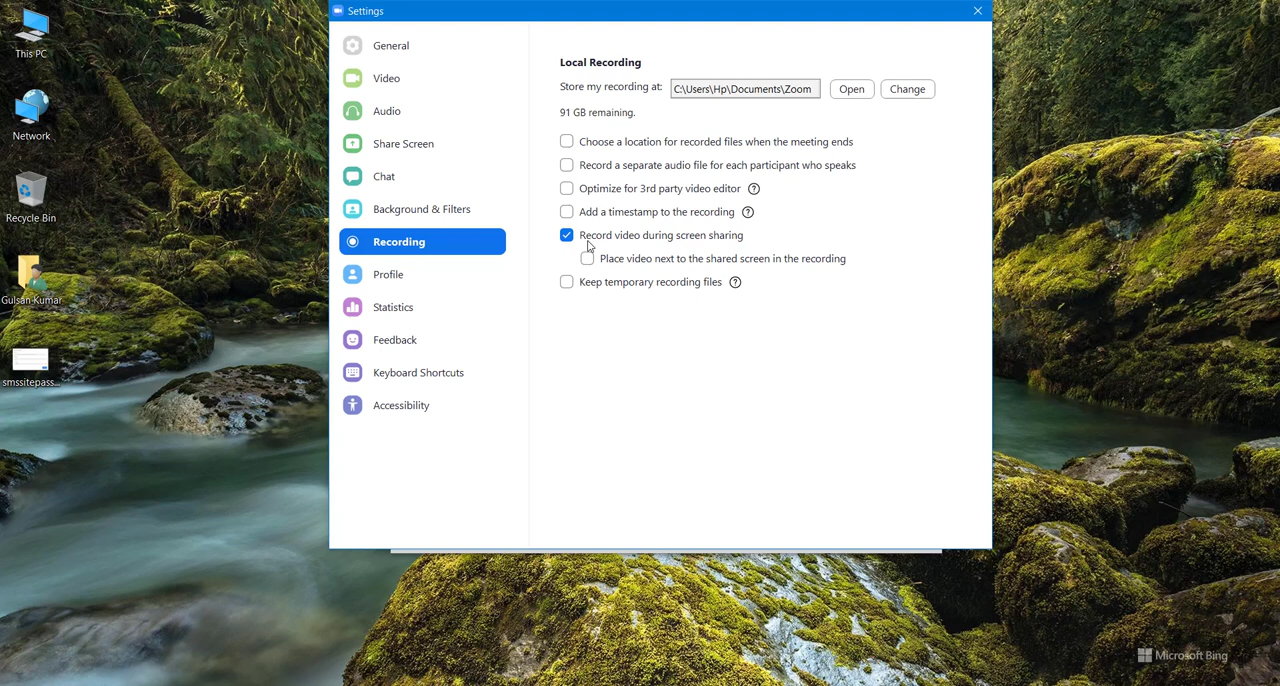 This PC
Network
Recycle Bin
Gulsan Kumar
smssitepass...
Settings
General
Video
Audio
Share Screen
Chat
Background & Filters
Recording
Profile
Statistics
Feedback
Keyboard Shortcuts
Accessibility
Local Recording
Store my recording at: C:\Users\Hp\Documents\Zoom Open Change
91 GB remaining.
Choose a location for recorded files when the meeting ends
Record a separate audio file for each participant who speaks
Optimize for 3rd party video editor ?
Add a timestamp to the recording ?
Record video during screen sharing
Place video next to the shared screen in the recording
Keep temporary recording files ?
Microsoft Bing